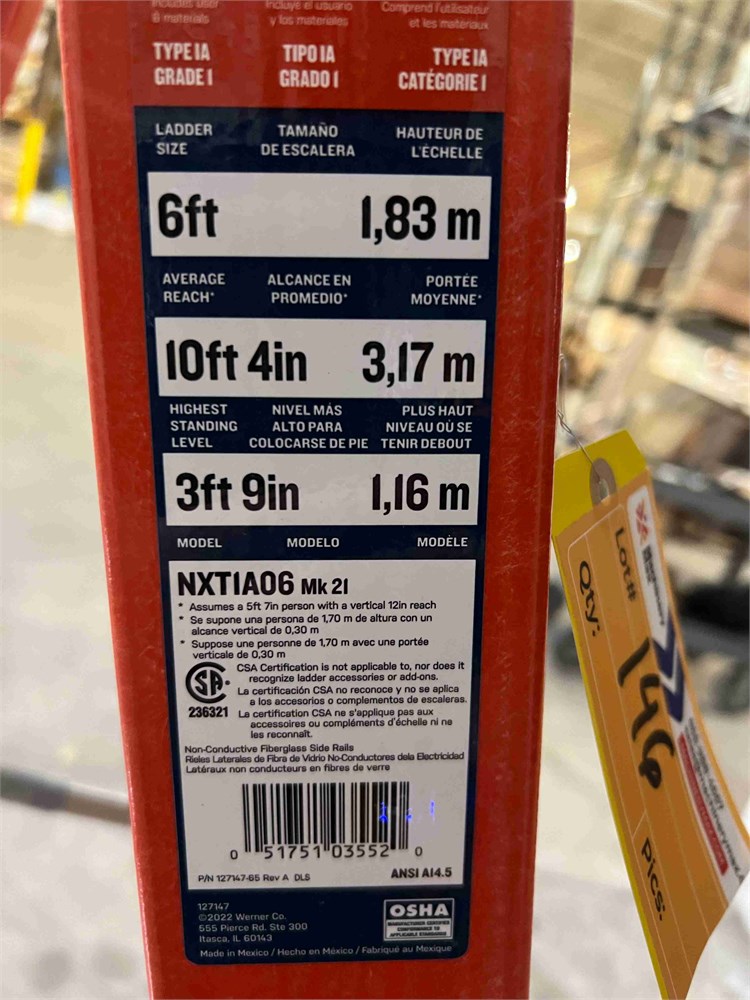 Includes user
& materials
Incluye el usuario
y los materiales
Comprend l'utilisateur
et les matériaux
TYPE IA
GRADE I
TIPO IA
GRADO I
TYPE IA
CATÉGORIE I
LADDER
SIZE
TAMAÑO
DE ESCALERA
HAUTEUR DE
L'ÉCHELLE
6ft 1,83 m
AVERAGE
REACH*
ALCANCE EN
PROMEDIO*
PORTÉE
MOYENNE*
10ft 4in 3,17 m
HIGHEST
STANDING
LEVEL
NIVEL MÁS
ALTO PARA
COLOCARSE DE PIE
PLUS HAUT
NIVEAU OÙ SE
TENIR DEBOUT
3ft 9in 1,16 m
MODEL MODELO MODÈLE
NXT1A06 Mk 21
* Assumes a 5ft 7in person with a vertical 12in reach
* Se supone una persona de 1,70 m de altura con un
alcance vertical de 0,30 m
* Suppose une personne de 1,70 m avec une portée
verticale de 0,30 m
SA
236321
CSA Certification is not applicable to, nor does it
recognize ladder accessories or add-ons.
La certificación CSA no reconoce y no se aplica
a los accesorios o complementos de escaleras.
La certification CSA ne s'applique pas aux
accessoires ou compléments d'échelle ni ne
les reconnaît.
Non-Conductive Fiberglass Side Rails
Rieles Laterales de Fibra de Vidrio No-Conductores dela Electricidad
Latéraux non conducteurs en fibres de verre
0 51751 03552 0
P/N 127147-65 Rev A DLS
ANSI A14.5
127147
©2022 Werner Co.
555 Pierce Rd. Ste 300
Itasca, IL 60143
Made in Mexico / Hecho en México / Fabriqué au Mexique
OSHA
MANUFACTURER CERTIFIES
CONFORMANCE TO
APPLICABLE STANDARDS
Lot# 146
Qty:
pics: